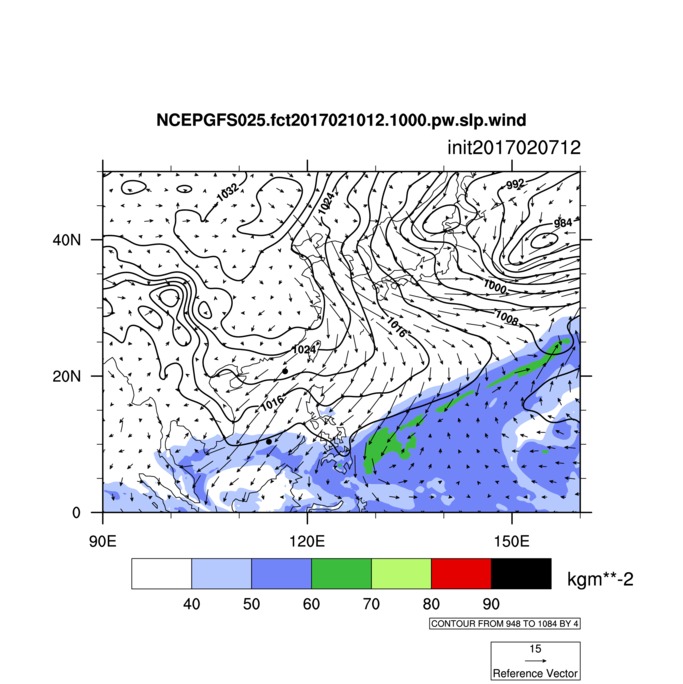 NCEPGFS025.fct2017021012.1000.pw.slp.wind
init2017020712
1032
1024
992
984
40N
1000
1008
1016
1024
20N
1016
0
90E 120E 150E
kgm**-2
40 50 60 70 80 90
CONTOUR FROM 948 TO 1084 BY 4
15
Reference Vector